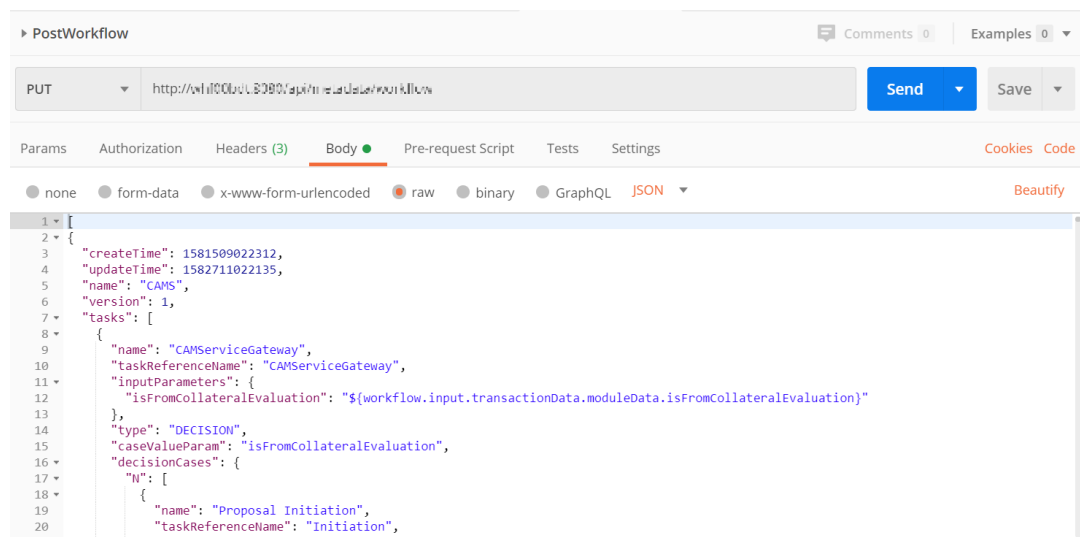 PostWorkflow Comments 0 Examples 0
PUT http:// Send Save
Params Authorization Headers (3) Body Pre-request Script Tests Settings Cookies Code
none form-data x-www-form-urlencoded raw binary GraphQL JSON Beautify
1 [
2 {
3 "createTime": 1581509022312,
4 "updateTime": 1582711022135,
5 "name": "CAMS",
6 "version": 1,
7 "tasks": [
8 {
9 "name": "CAMServiceGateway",
10 "taskReferenceName": "CAMServiceGateway",
11 "inputParameters": {
12 "isFromCollateralEvaluation": "${workflow.input.transactionData.moduleData.isFromCollateralEvaluation}"
13 },
14 "type": "DECISION",
15 "caseValueParam": "isFromCollateralEvaluation",
16 "decisionCases": {
17 "N": [
18 {
19 "name": "Proposal Initiation",
20 "taskReferenceName": "Initiation",